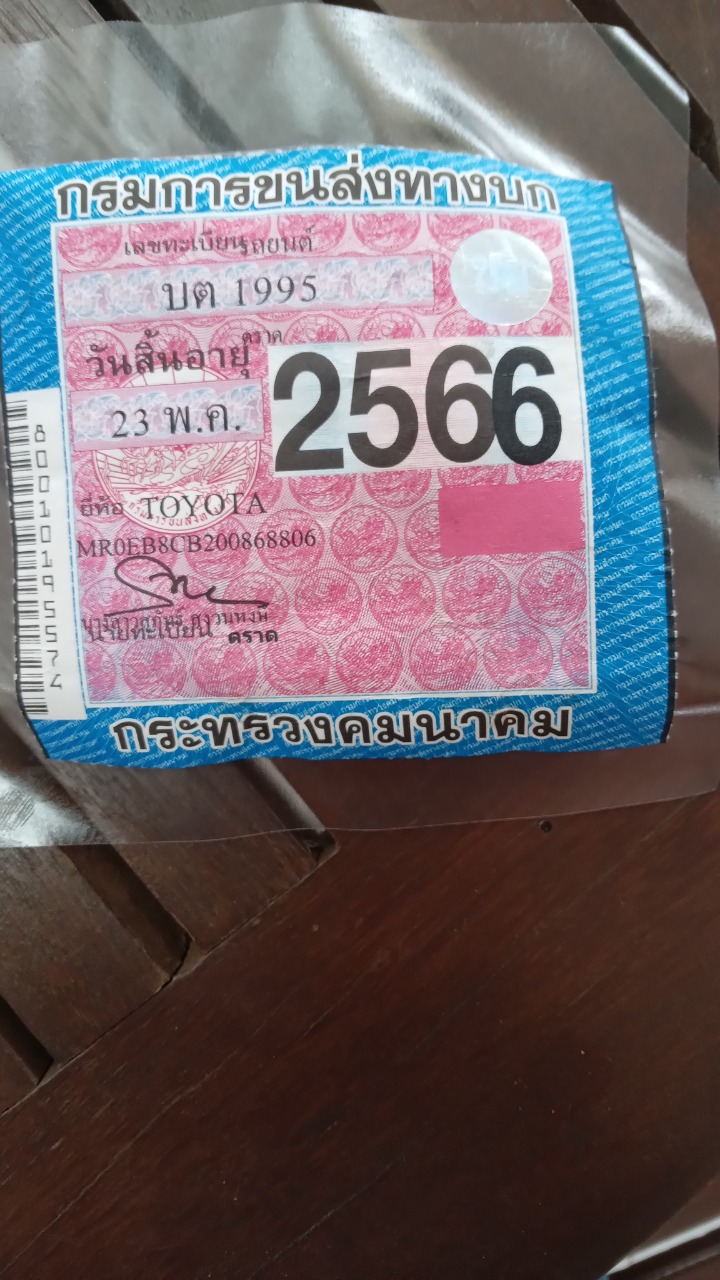 กรมการขนส่งทางบก
เลขทะเบียนรถยนต์
บต 1995
ตราด
วันสิ้นอายุ
23 พ.ค.
2566
ยี่ห้อ TOYOTA
MR0EB8CB200868806
นายทะเบียน ตราด
กระทรวงคมนาคม
80010195574